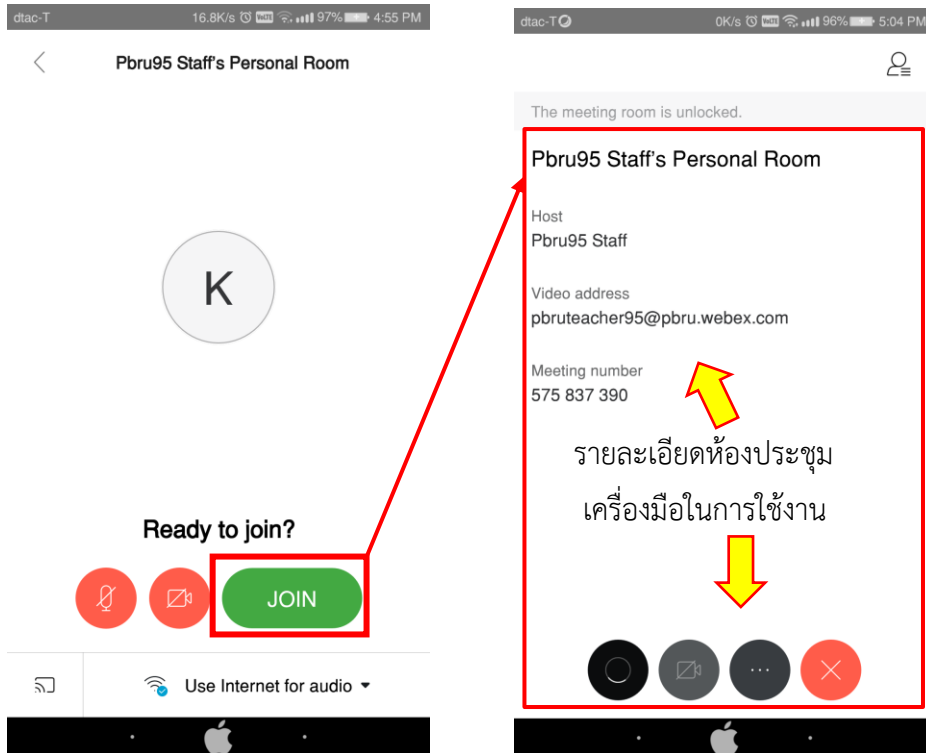 dtac-T 16.8K/s 97% 4:55 PM
Pbru95 Staff's Personal Room
K
Ready to join?
JOIN
Use Internet for audio
dtac-T 0K/s 96% 5:04 PM
The meeting room is unlocked.
Pbru95 Staff's Personal Room
Host
Pbru95 Staff
Video address
pbruteacher95@pbru.webex.com
Meeting number
575 837 390
รายละเอียดห้องประชุม
เครื่องมือในการใช้งาน